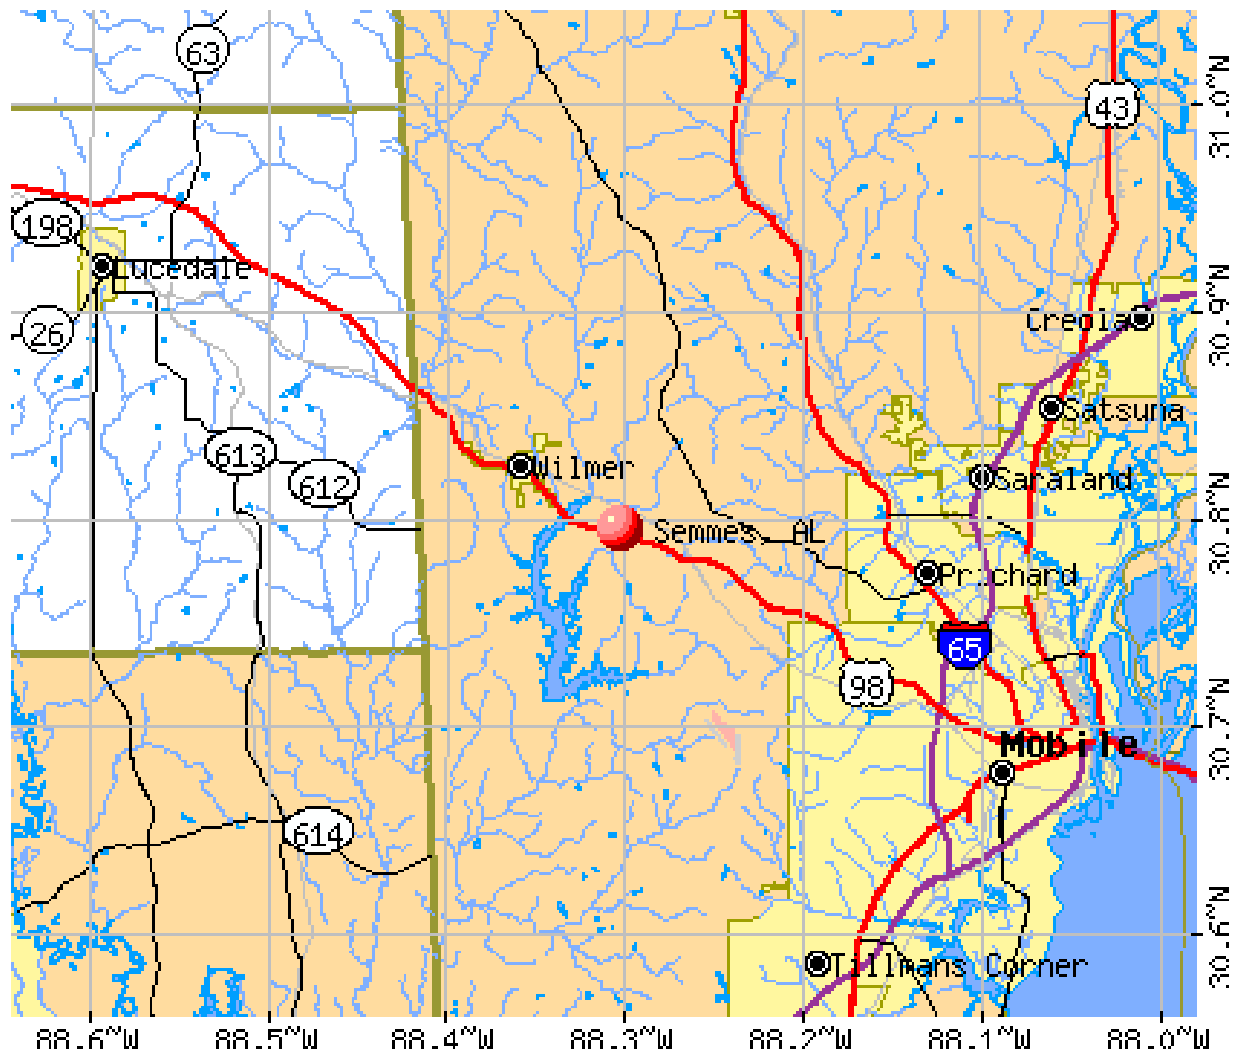 63
43
31.0°N
198
Lucedale
26
30.9°N
Creola
Satsuma
613
612
Wilmer
Saraland
30.8°N
Semmes, AL
Prichard
65
98
30.7°N
Mobile
614
30.6°N
Tillmans Corner
88.6°W 88.5°W 88.4°W 88.3°W 88.2°W 88.1°W 88.0°W